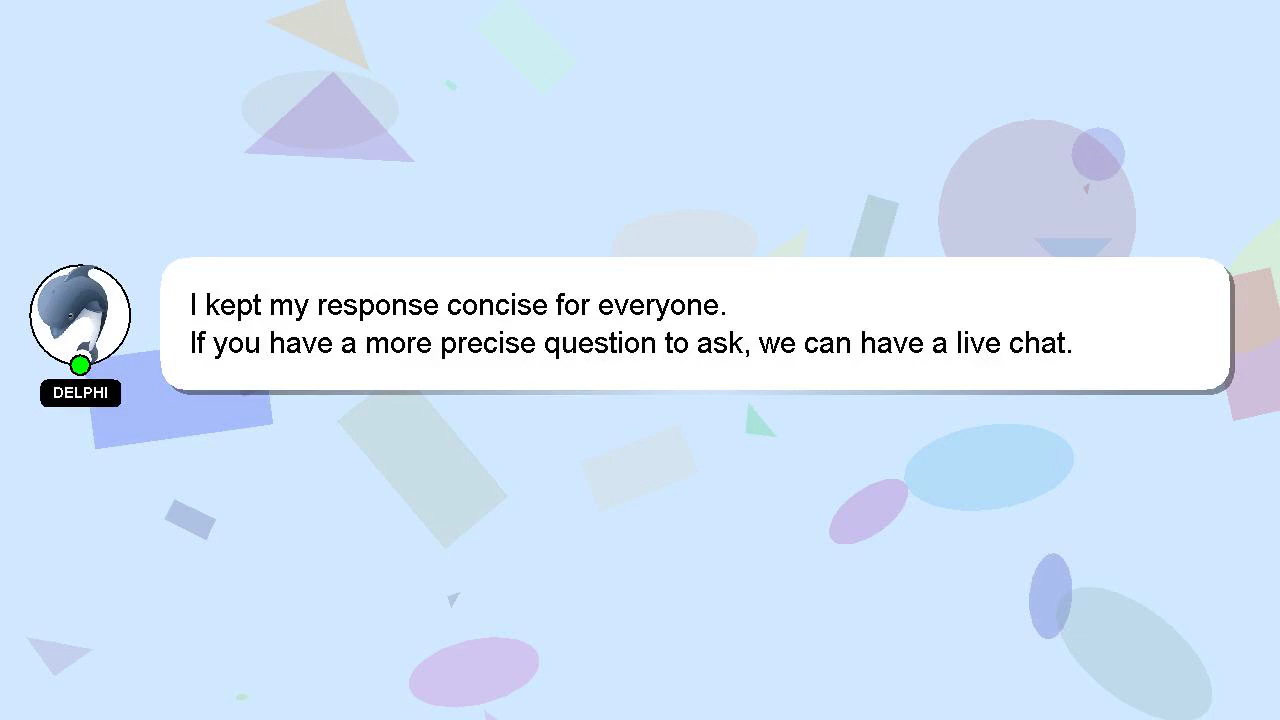 I kept my response concise for everyone.
If you have a more precise question to ask, we can have a live chat.
DELPHI